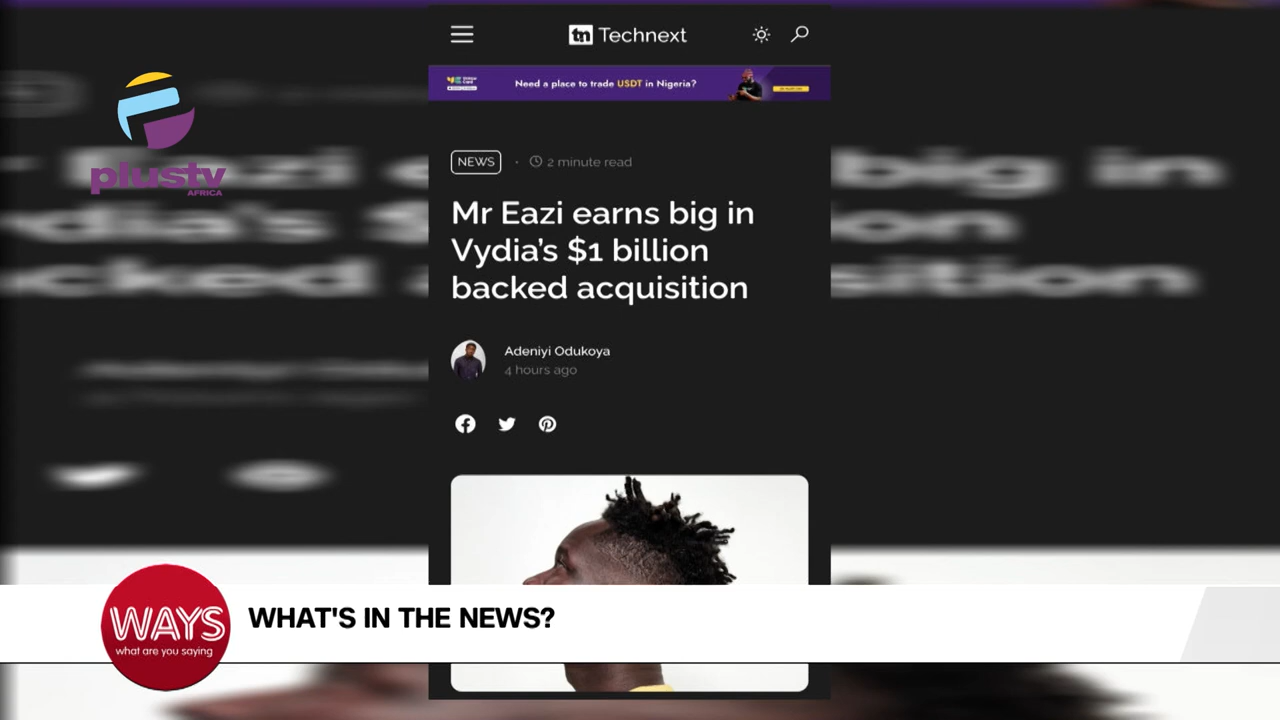 tn Technext
Need a place to trade USDT in Nigeria?
plustv
AFRICA
NEWS · 2 minute read
Mr Eazi earns big in
Vydia’s $1 billion
backed acquisition
Adeniyi Odukoya
4 hours ago
WAYS
what are you saying
WHAT'S IN THE NEWS?